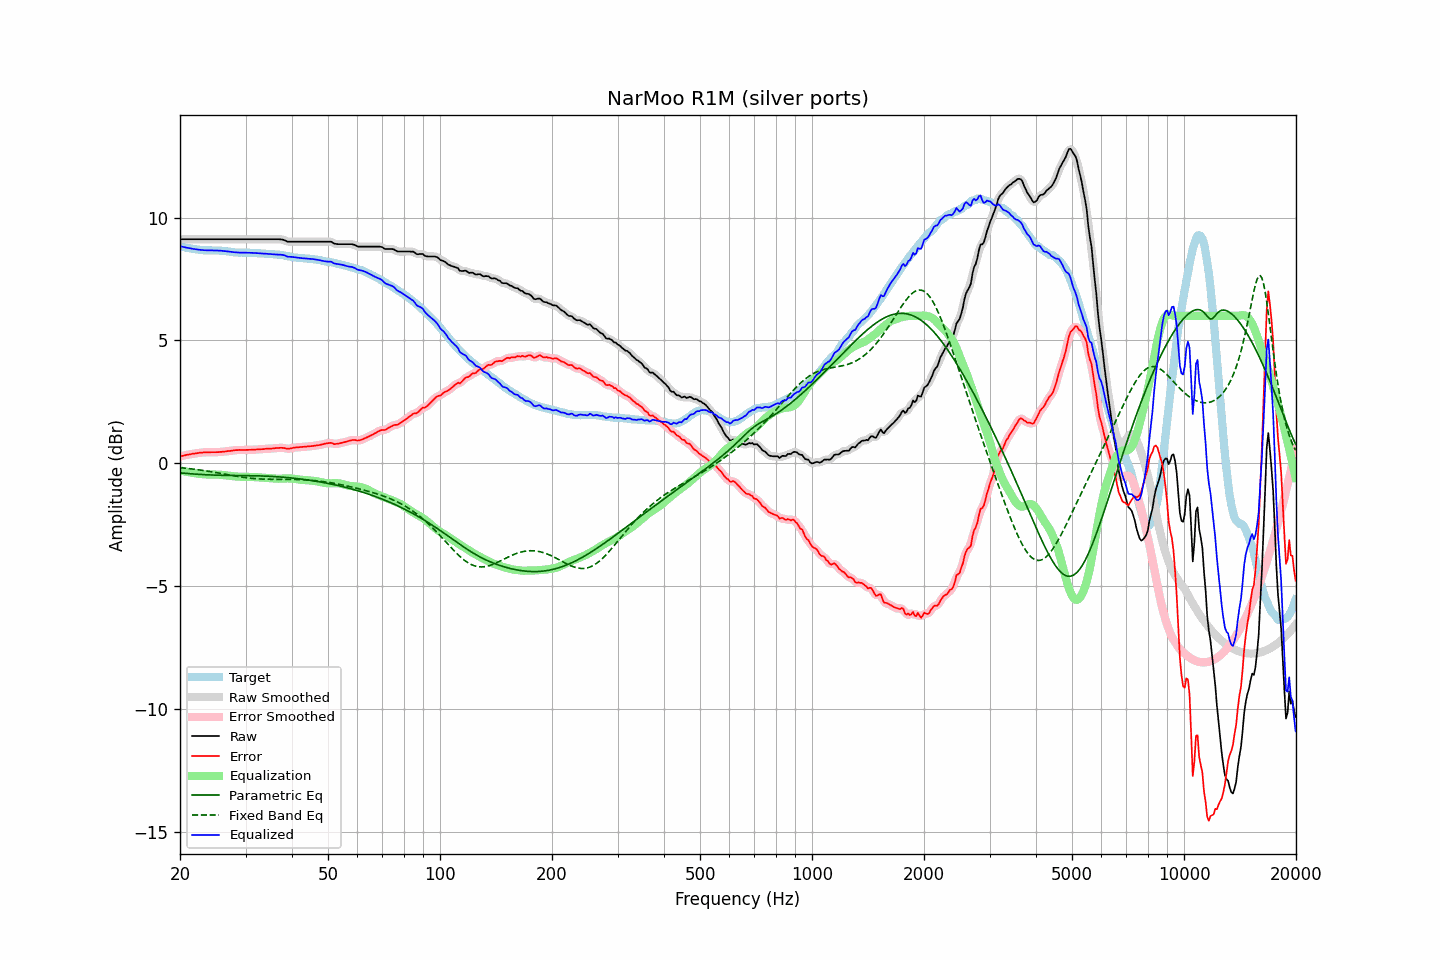 NarMoo R1M (silver ports)
Amplitude (dBr)
10
5
0
−5
−10
−15
Target
Raw Smoothed
Error Smoothed
Raw
Error
Equalization
Parametric Eq
Fixed Band Eq
Equalized
20 50 100 200 500 1000 2000 5000 10000 20000
Frequency (Hz)